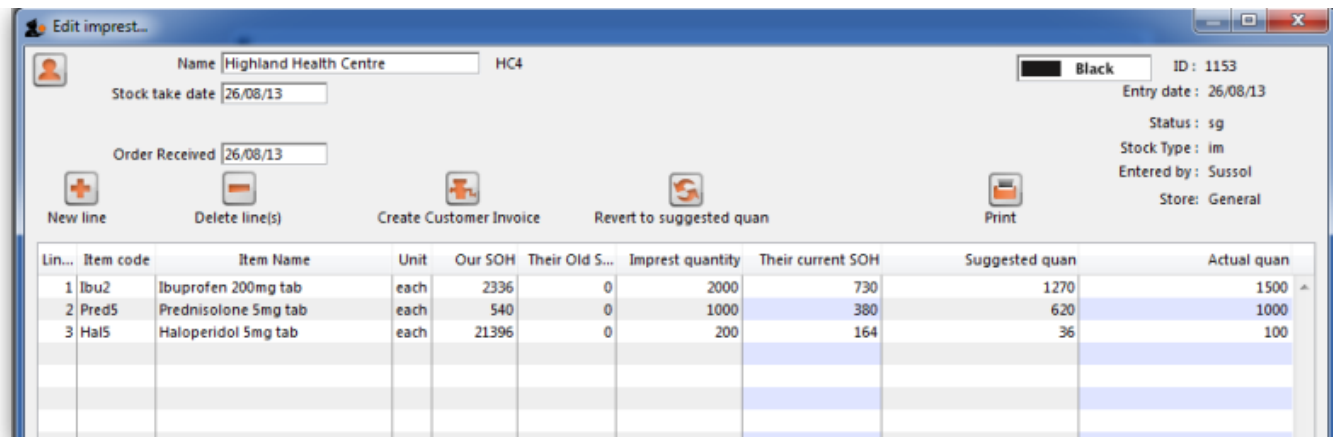 Edit imprest...
Name Highland Health Centre HC4 Black ID : 1153
Stock take date 26/08/13 Entry date : 26/08/13
Status : sg
Order Received 26/08/13 Stock Type : im
Entered by : Sussol
Store: General
New line Delete line(s) Create Customer Invoice Revert to suggested quan Print
Lin... Item code Item Name Unit Our SOH Their Old S... Imprest quantity Their current SOH Suggested quan Actual quan
1 Ibu2 Ibuprofen 200mg tab each 2336 0 2000 730 1270 1500
2 Pred5 Prednisolone 5mg tab each 540 0 1000 380 620 1000
3 Hal5 Haloperidol 5mg tab each 21396 0 200 164 36 100